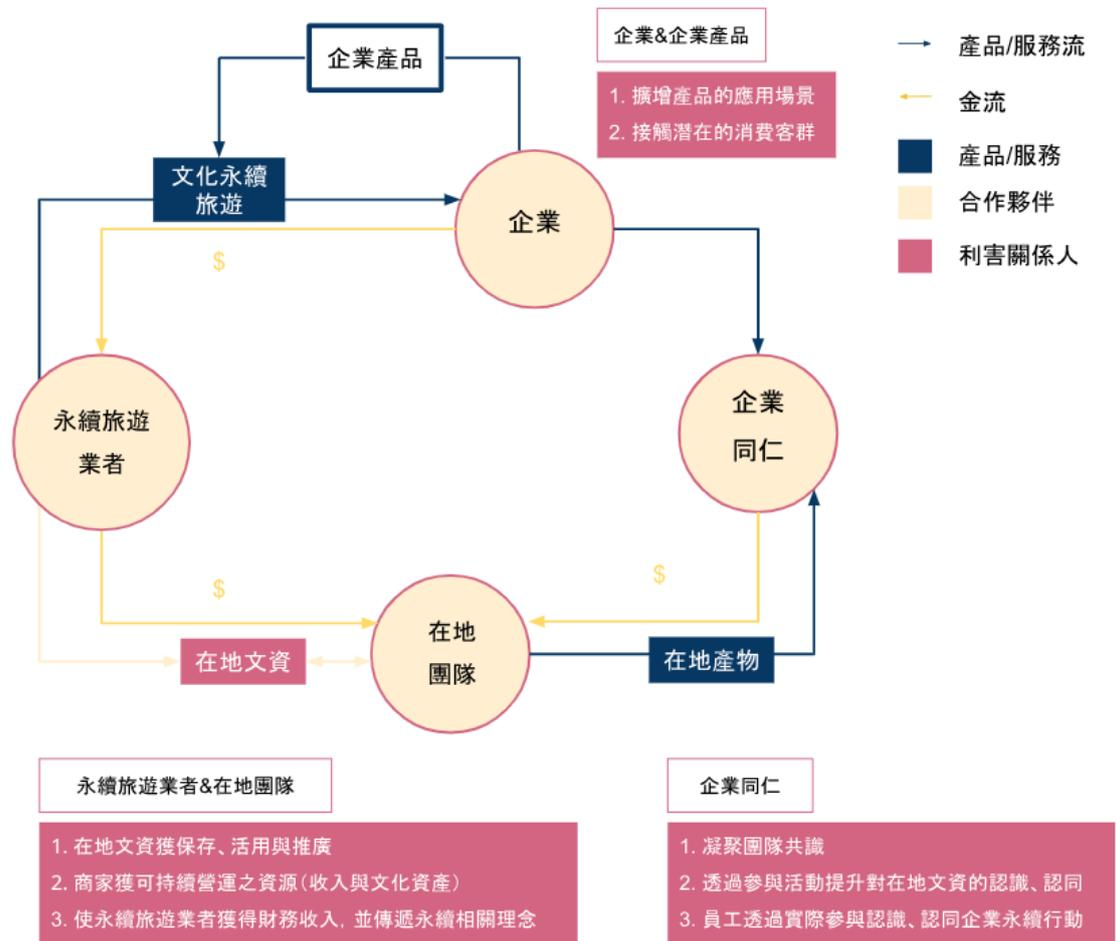 企業產品
企業&企業產品
1. 擴增產品的應用場景
2. 接觸潛在的消費客群
產品/服務流
金流
產品/服務
合作夥伴
利害關係人
文化永續
旅遊
企業
$
永續旅遊
業者
企業
同仁
$
$
在地
團隊
在地文資
在地產物
永續旅遊業者&在地團隊
1. 在地文資獲保存、活用與推廣
2. 商家獲可持續營運之資源（收入與文化資產）
3. 使永續旅遊業者獲得財務收入, 並傳遞永續相關理念
企業同仁
1. 凝聚團隊共識
2. 透過參與活動提升對在地文資的認識、認同
3. 員工透過實際參與認識、認同企業永續行動